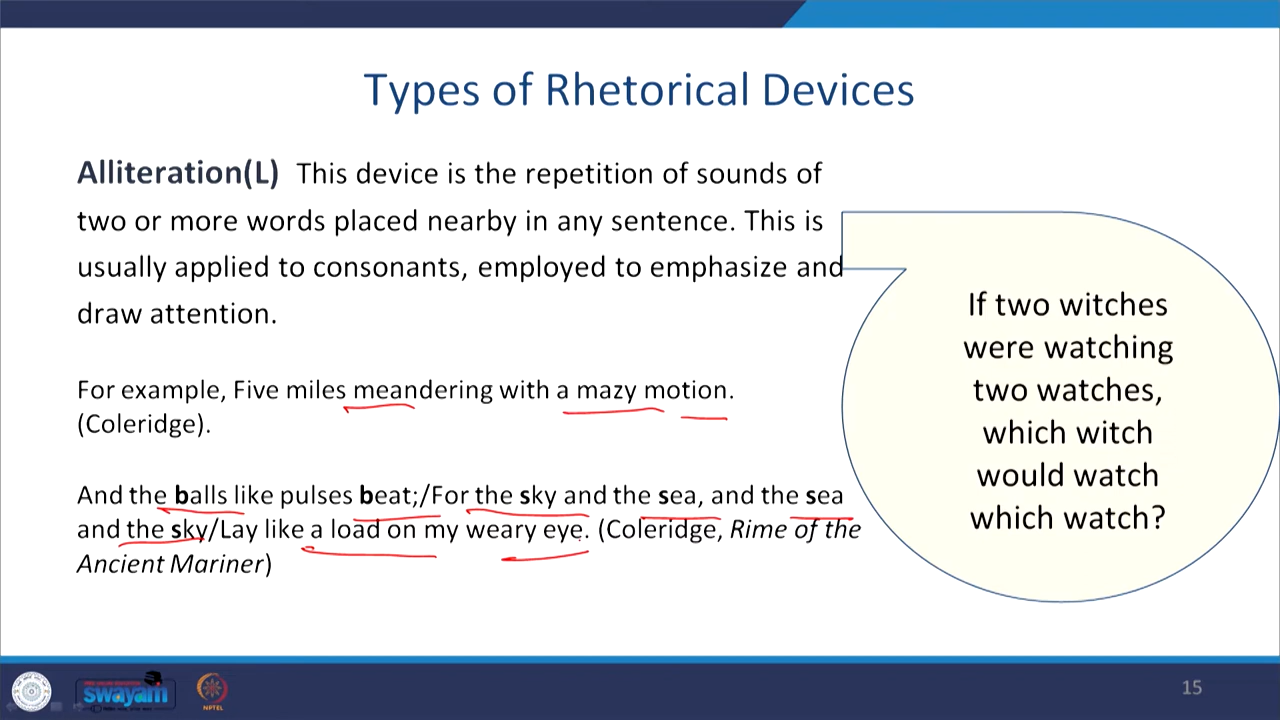 Types of Rhetorical Devices
Alliteration(L) This device is the repetition of sounds of
two or more words placed nearby in any sentence. This is
usually applied to consonants, employed to emphasize and
draw attention.
For example, Five miles meandering with a mazy motion.
(Coleridge).
And the balls like pulses beat;/For the sky and the sea, and the sea
and the sky/Lay like a load on my weary eye. (Coleridge, Rime of the
Ancient Mariner)
If two witches
were watching
two watches,
which witch
would watch
which watch?
swayam
NPTEL
15